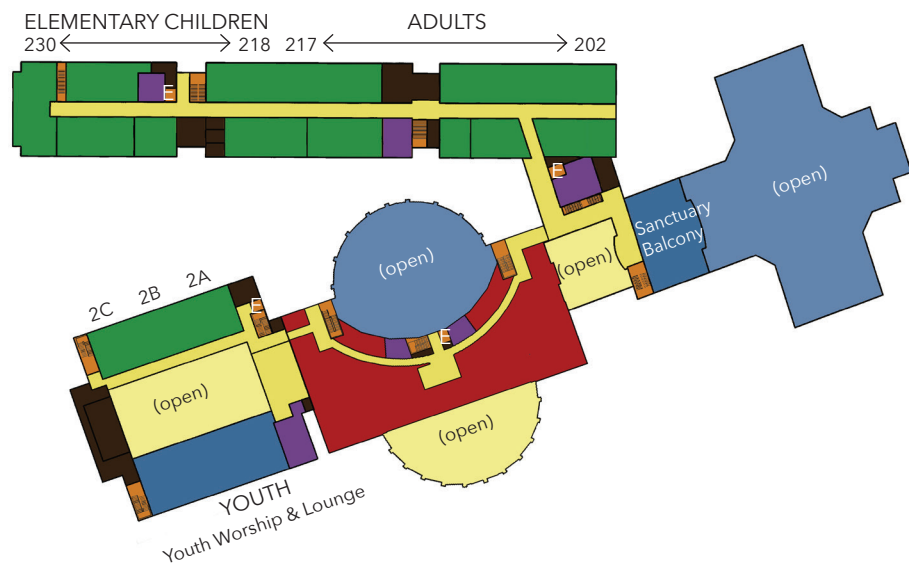 ELEMENTARY CHILDREN
ADULTS
230
218
217
202
E
E
(open)
Sanctuary
Balcony
(open)
(open)
2A
2B
2C
E
E
(open)
(open)
YOUTH
Youth Worship & Lounge